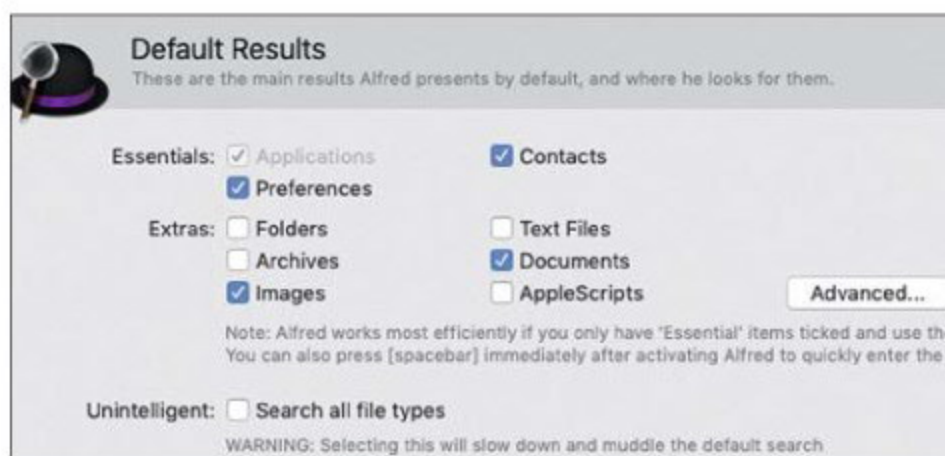 Default Results
These are the main results Alfred presents by default, and where he looks for them.
Essentials: Applications Contacts
Preferences
Extras: Folders Text Files
Archives Documents
Images AppleScripts Advanced...
Note: Alfred works most efficiently if you only have 'Essential' items ticked and use th
You can also press [spacebar] immediately after activating Alfred to quickly enter the
Unintelligent: Search all file types
WARNING: Selecting this will slow down and muddle the default search